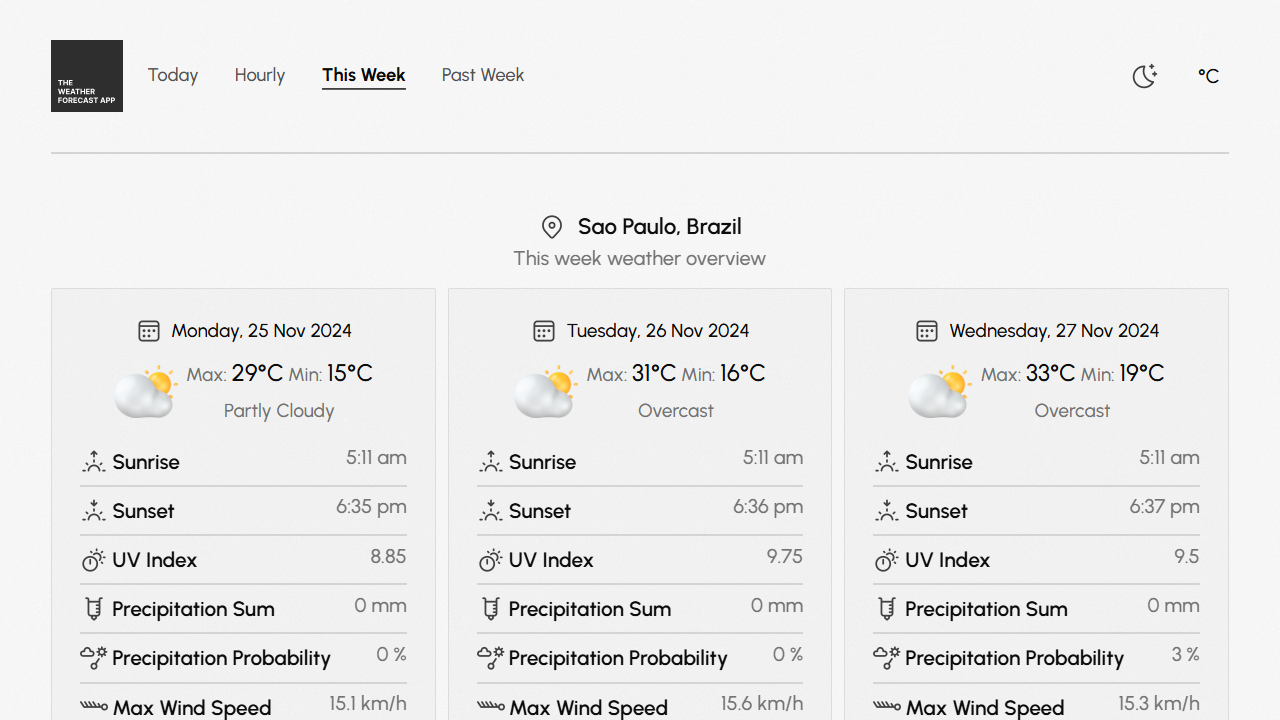 THE
WEATHER
FORECAST APP
Today
Hourly
This Week
Past Week
°C
Sao Paulo, Brazil
This week weather overview
Monday, 25 Nov 2024
Max: 29°C Min: 15°C
Partly Cloudy
Sunrise 5:11 am
Sunset 6:35 pm
UV Index 8.85
Precipitation Sum 0 mm
Precipitation Probability 0 %
Max Wind Speed 15.1 km/h
Tuesday, 26 Nov 2024
Max: 31°C Min: 16°C
Overcast
Sunrise 5:11 am
Sunset 6:36 pm
UV Index 9.75
Precipitation Sum 0 mm
Precipitation Probability 0 %
Max Wind Speed 15.6 km/h
Wednesday, 27 Nov 2024
Max: 33°C Min: 19°C
Overcast
Sunrise 5:11 am
Sunset 6:37 pm
UV Index 9.5
Precipitation Sum 0 mm
Precipitation Probability 3 %
Max Wind Speed 15.3 km/h